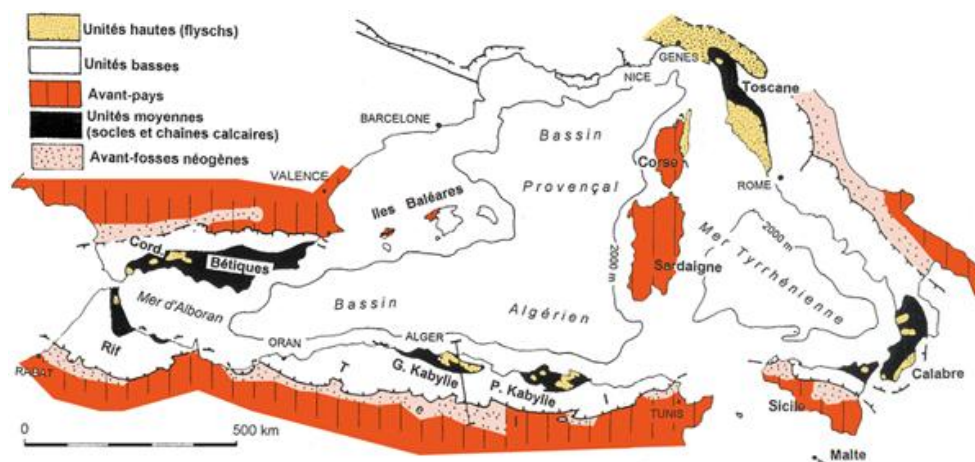 Unités hautes (flyschs)
Unités basses
Avant-pays
Unités moyennes
(socles et chaînes calcaires)
Avant-fosses néogènes
GENES
NICE
Toscane
BARCELONE
Bassin
Provençal
Corse
VALENCE
Iles Baléares
ROME
2000 m
2000 m
Mer Tyrrhénienne
Cord.
Bétiques
Sardaigne
Mer d'Alboran
Bassin
Algérien
Rif
ORAN
ALGER
RABAT
T
G. Kabylie
P. Kabylie
Calabre
e
l
l
TUNIS
Sicile
0
500 km
Malte